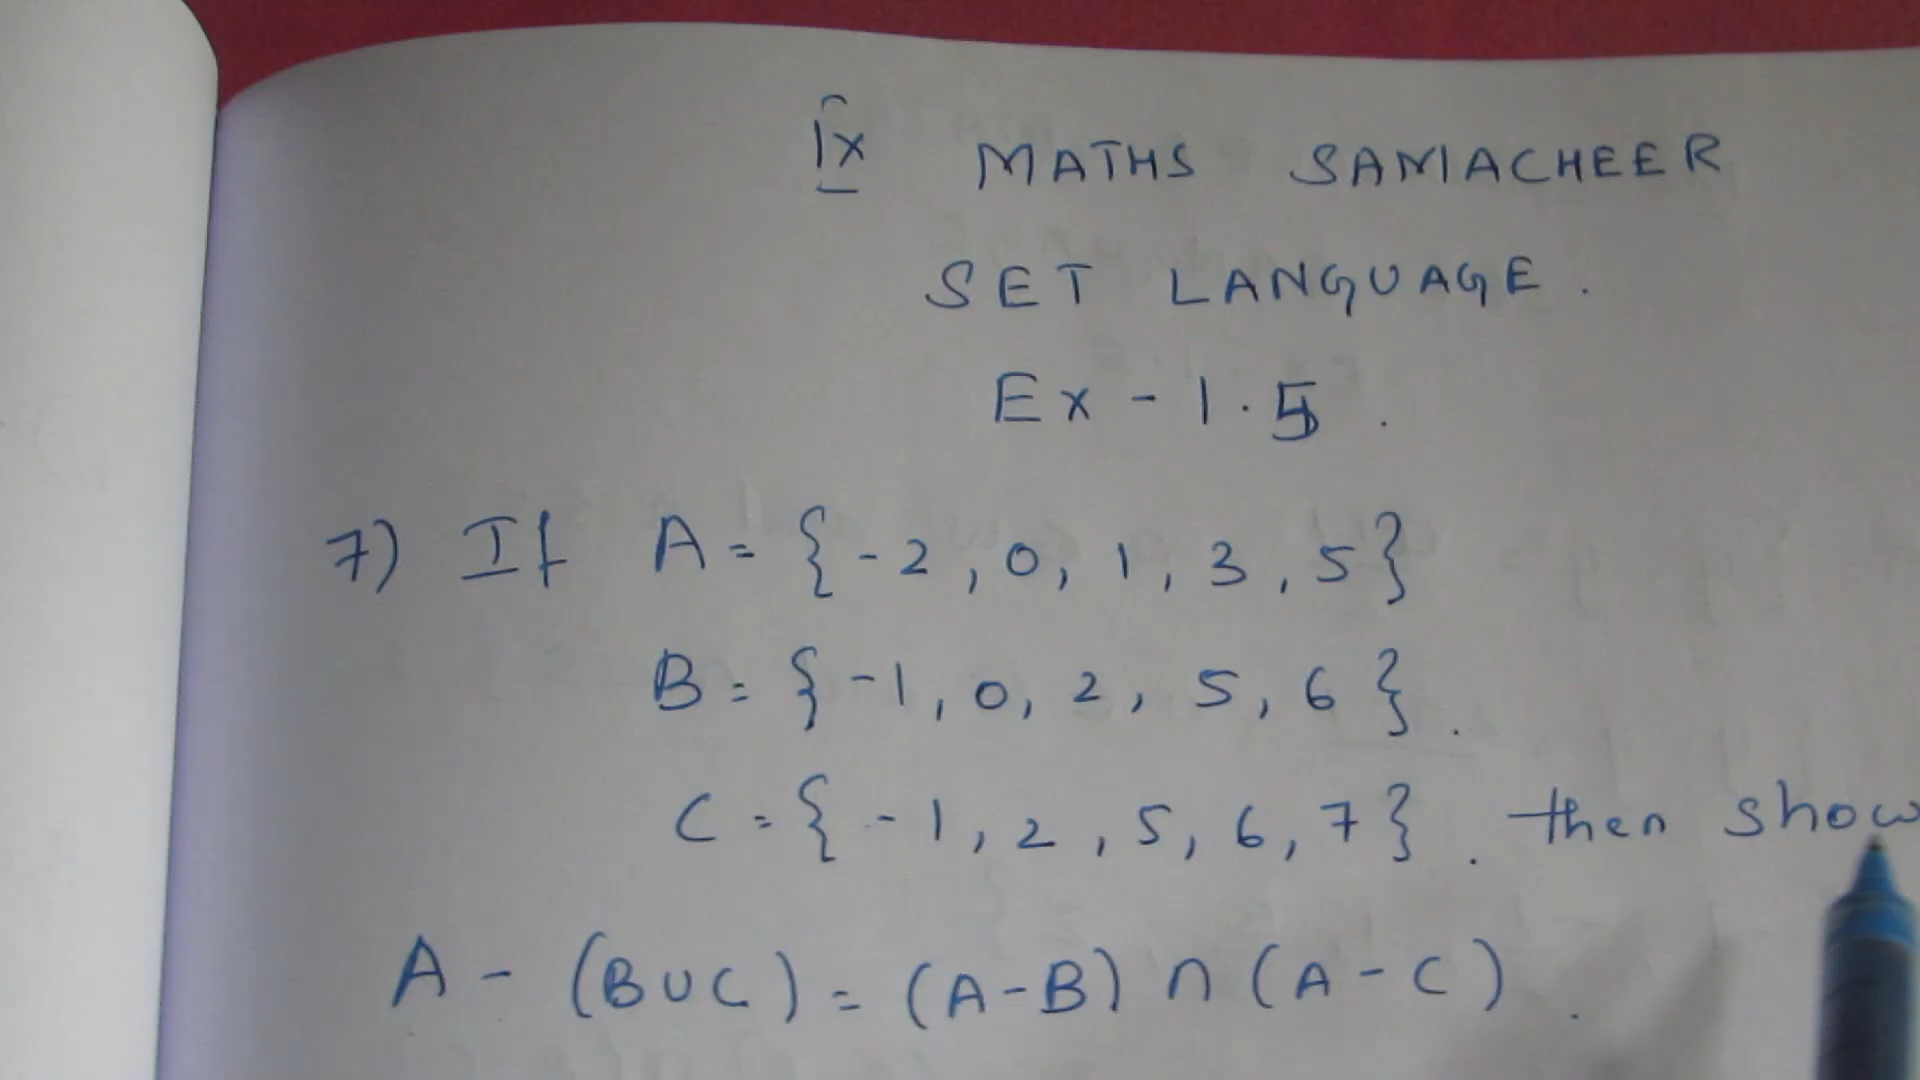 IX MATHS SAMACHEER
SET LANGUAGE.
Ex - 1.5.
7) If A = {-2, 0, 1, 3, 5}
B = {-1, 0, 2, 5, 6}.
C = {-1, 2, 5, 6, 7}. then show
A - (B∪C) = (A-B) ∩ (A-C).